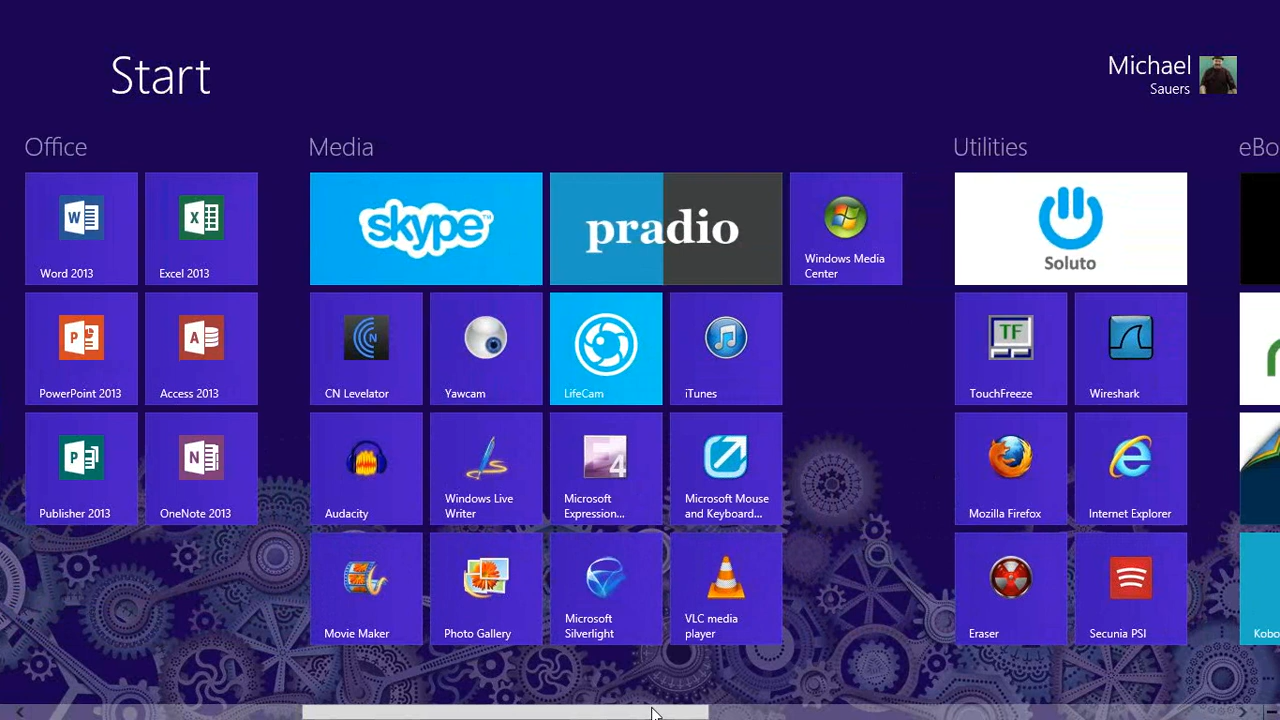 Start
Michael
Sauers
Office
Media
Utilities
eBo
Word 2013
Excel 2013
skype™
pradio
Windows Media
Center
Soluto
PowerPoint 2013
Access 2013
CN Levelator
Yawcam
LifeCam
iTunes
TF
TouchFreeze
Wireshark
Publisher 2013
OneNote 2013
Audacity
Windows Live
Writer
4
Microsoft
Expression...
Microsoft Mouse
and Keyboard...
Mozilla Firefox
Internet Explorer
Movie Maker
Photo Gallery
Microsoft
Silverlight
VLC media
player
Eraser
Secunia PSI
Kobo